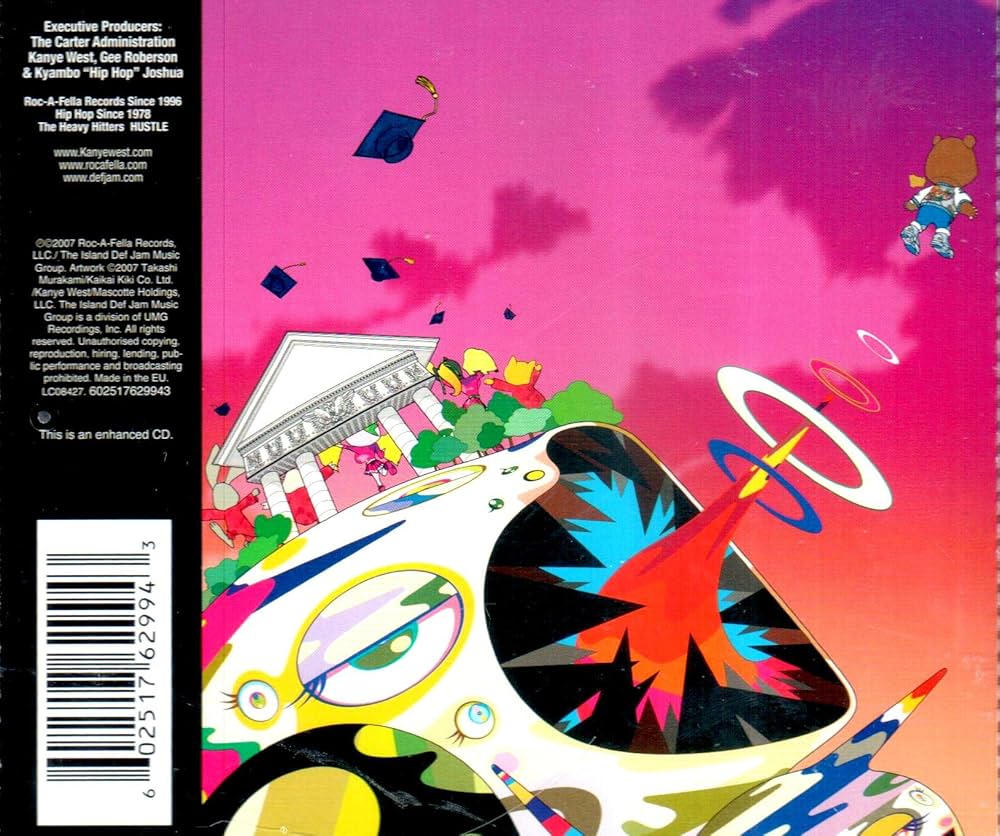 Executive Producers:
The Carter Administration
Kanye West, Gee Roberson
& Kyambo "Hip Hop" Joshua
Roc-A-Fella Records Since 1996
Hip Hop Since 1978
The Heavy Hitters HUSTLE
www.Kanyewest.com
www.rocafella.com
www.defjam.com
℗©2007 Roc-A-Fella Records,
LLC./ The Island Def Jam Music
Group. Artwork ©2007 Takashi
Murakami/Kaikai Kiki Co. Ltd.
/Kanye West/Mascotte Holdings,
LLC. The Island Def Jam Music
Group is a division of UMG
Recordings, Inc. All rights
reserved. Unauthorised copying,
reproduction, hiring, lending, pub-
lic performance and broadcasting
prohibited. Made in the EU.
LC08427. 602517629943
This is an enhanced CD.
6 02517 62994 3